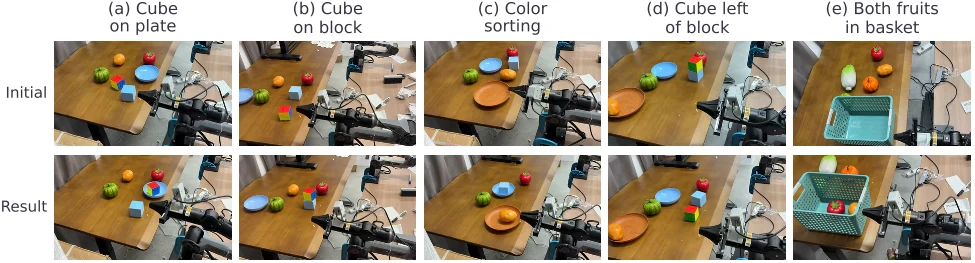 (a) Cube
on plate
(b) Cube
on block
(c) Color
sorting
(d) Cube left
of block
(e) Both fruits
in basket
Initial
Result